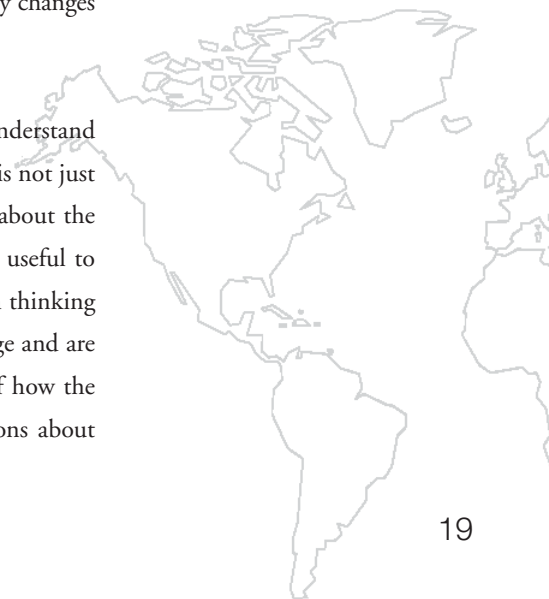 y changes
nderstand
is not just
about the
useful to
thinking
ge and are
f how the
ons about
19